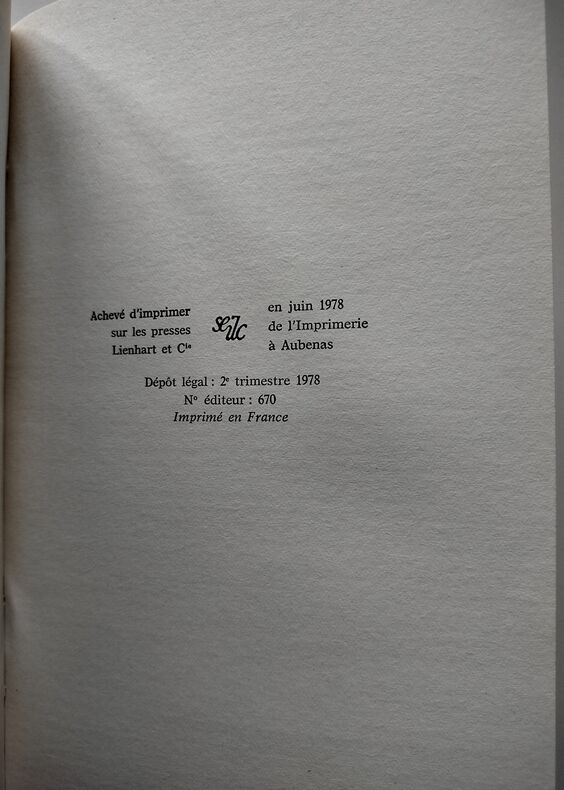 Achevé d'imprimer en juin 1978
sur les presses de l'Imprimerie
Lienhart et Cie à Aubenas
Dépôt légal : 2e trimestre 1978
No éditeur : 670
Imprimé en France